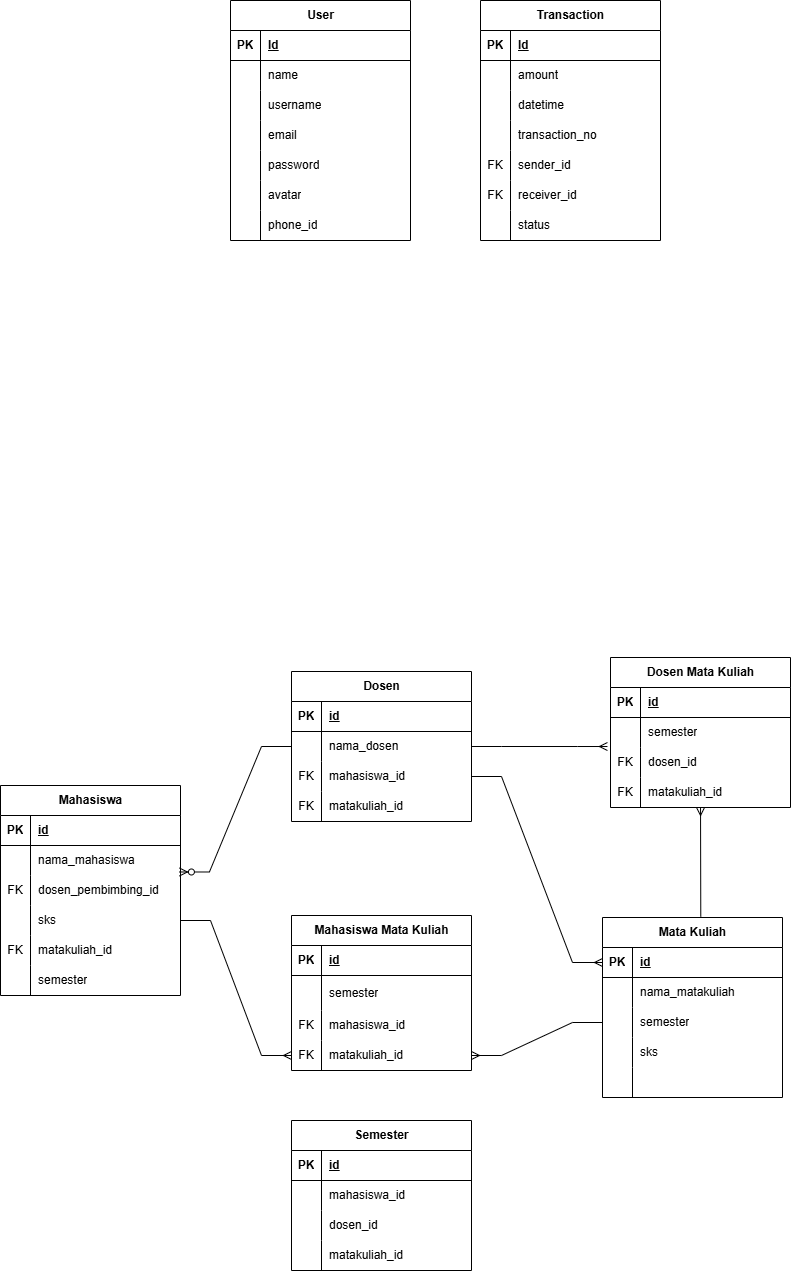 User
PK Id
name
username
email
password
avatar
phone_id
Transaction
PK Id
amount
datetime
transaction_no
FK sender_id
FK receiver_id
status
Dosen
PK id
nama_dosen
FK mahasiswa_id
FK matakuliah_id
Dosen Mata Kuliah
PK id
semester
FK dosen_id
FK matakuliah_id
Mahasiswa
PK id
nama_mahasiswa
FK dosen_pembimbing_id
sks
FK matakuliah_id
semester
Mahasiswa Mata Kuliah
PK id
semester
FK mahasiswa_id
FK matakuliah_id
Mata Kuliah
PK id
nama_matakuliah
semester
sks
Semester
PK id
mahasiswa_id
dosen_id
matakuliah_id